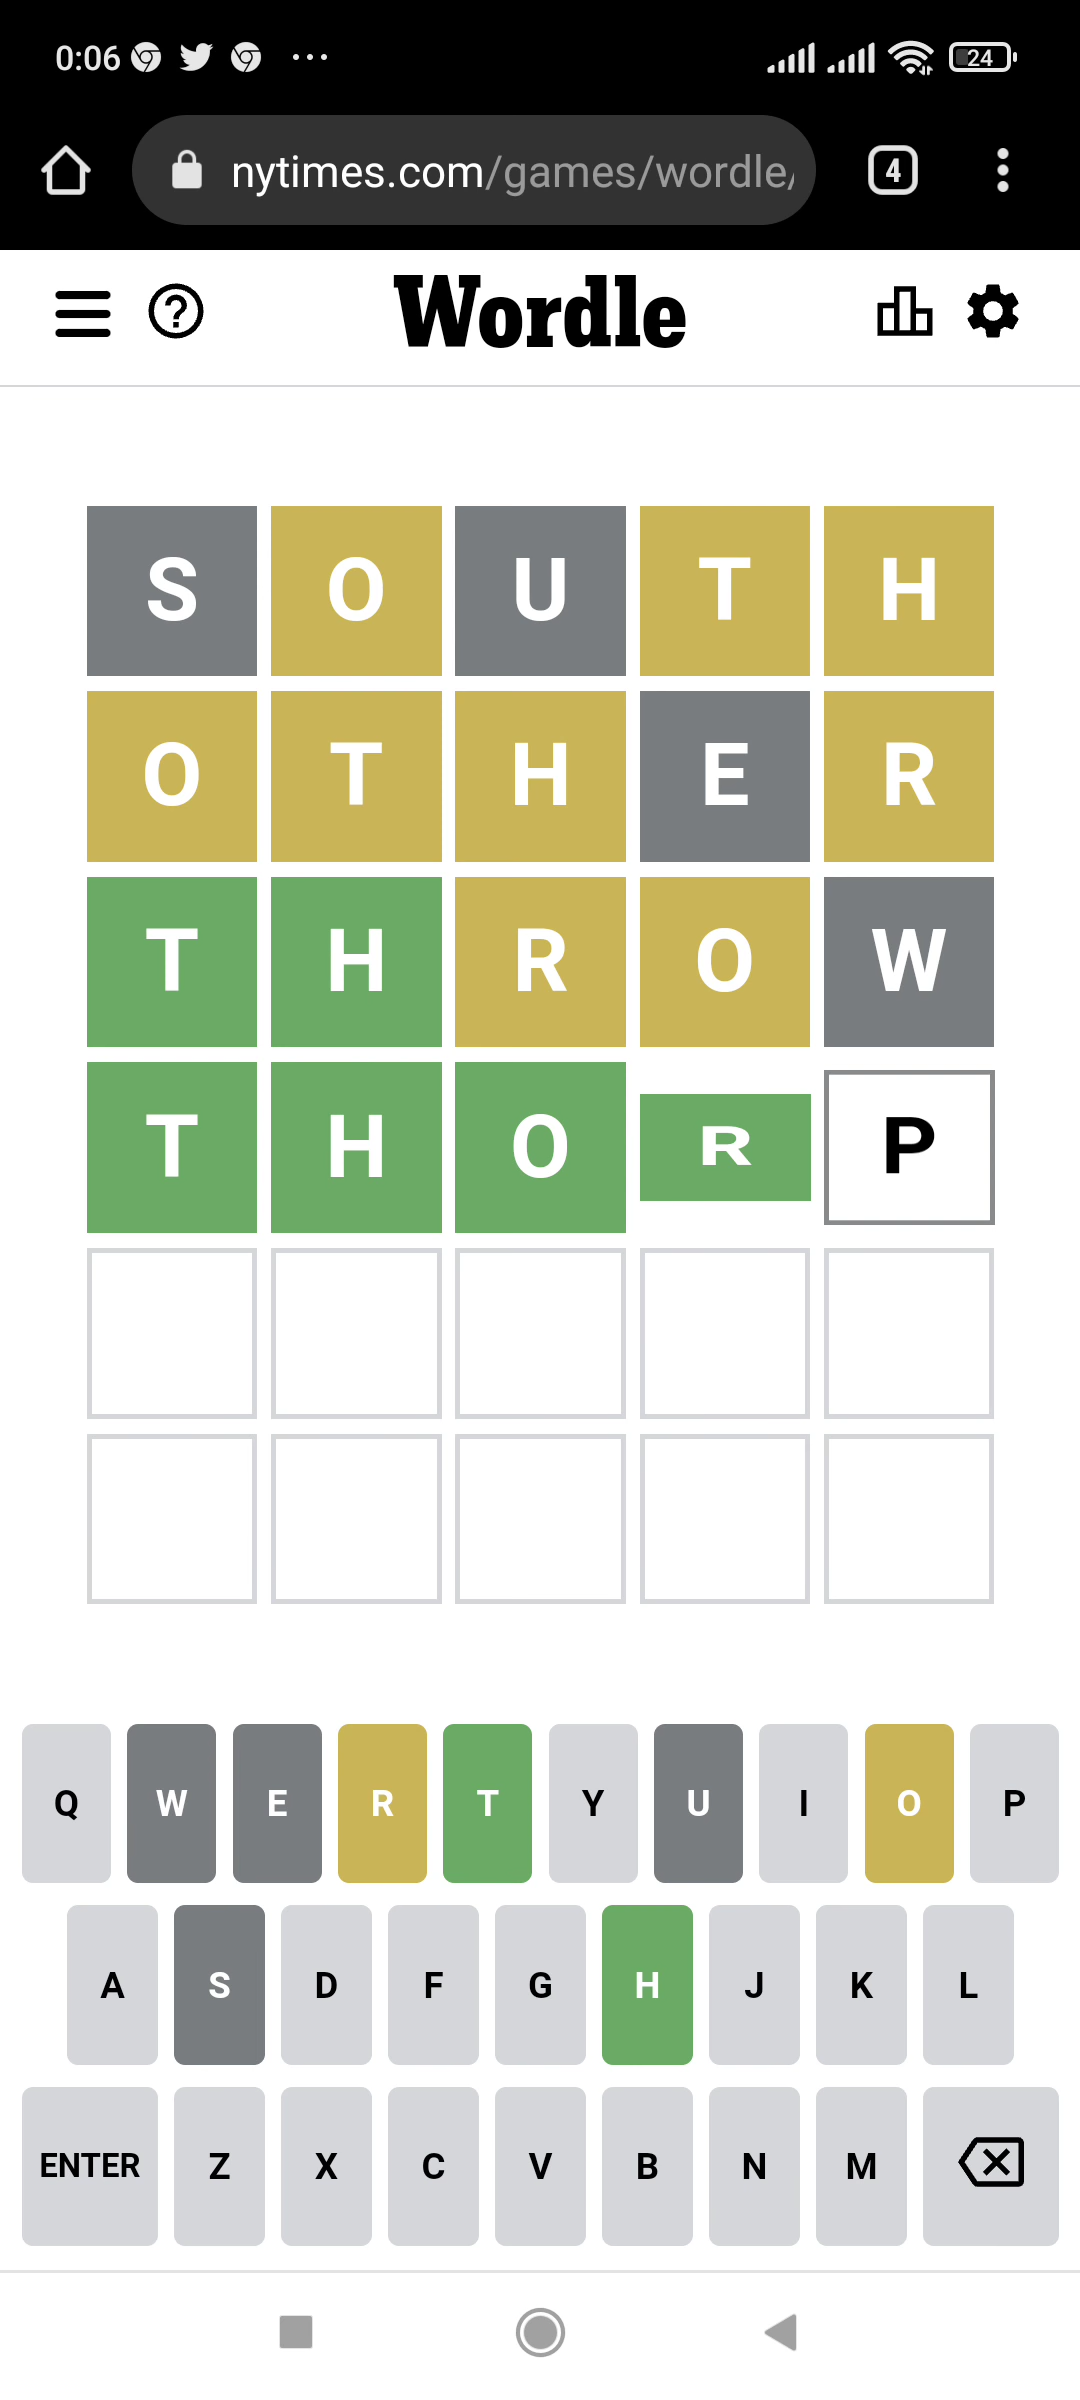 0:06 ... 24
nytimes.com/games/wordle/ 4
? Wordle
S O U T H
O T H E R
T H R O W
T H O R P
Q W E R T Y U I O P
A S D F G H J K L
ENTER Z X C V B N M